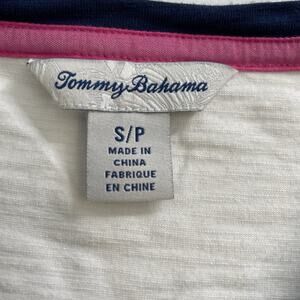 Tommy Bahama
S/P
MADE IN
CHINA
FABRIQUE
EN CHINE